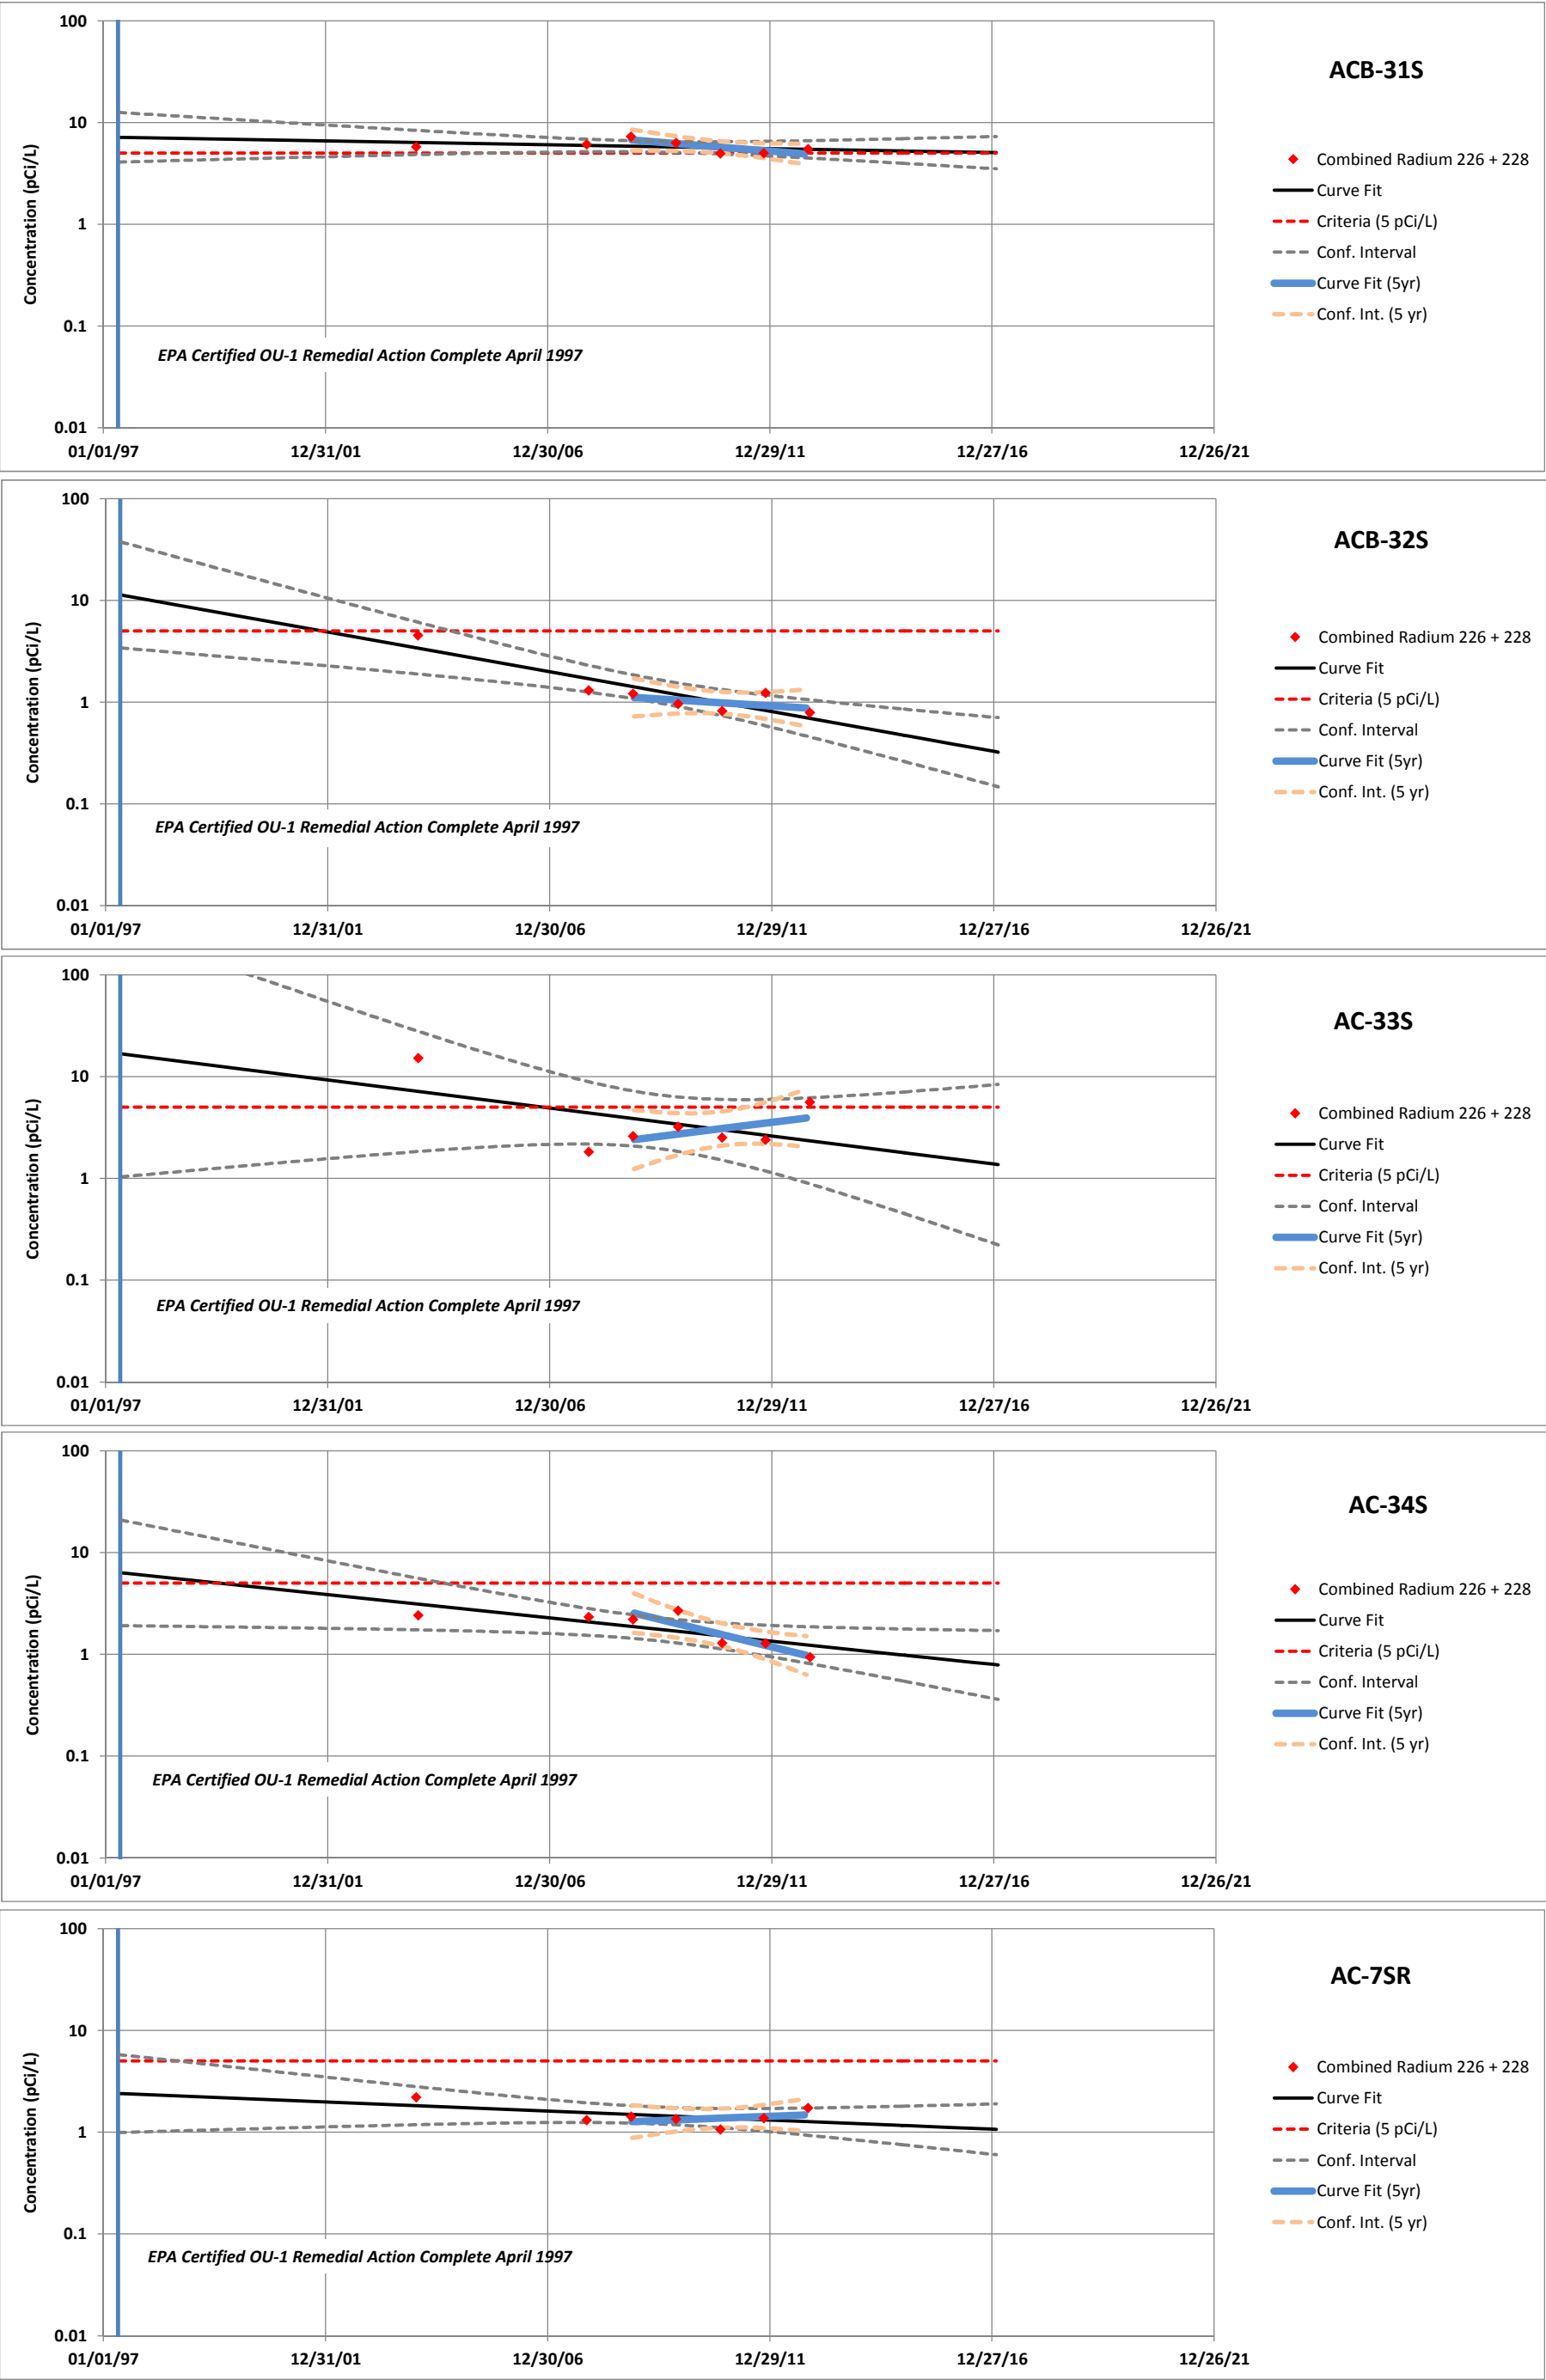 ACB-31S
Concentration (pCi/L)
100
10
1
0.1
0.01
EPA Certified OU-1 Remedial Action Complete April 1997
01/01/97 12/31/01 12/30/06 12/29/11 12/27/16 12/26/21
Combined Radium 226 + 228
Curve Fit
Criteria (5 pCi/L)
Conf. Interval
Curve Fit (5yr)
Conf. Int. (5 yr)
ACB-32S
Concentration (pCi/L)
100
10
1
0.1
0.01
EPA Certified OU-1 Remedial Action Complete April 1997
01/01/97 12/31/01 12/30/06 12/29/11 12/27/16 12/26/21
Combined Radium 226 + 228
Curve Fit
Criteria (5 pCi/L)
Conf. Interval
Curve Fit (5yr)
Conf. Int. (5 yr)
AC-33S
Concentration (pCi/L)
100
10
1
0.1
0.01
EPA Certified OU-1 Remedial Action Complete April 1997
01/01/97 12/31/01 12/30/06 12/29/11 12/27/16 12/26/21
Combined Radium 226 + 228
Curve Fit
Criteria (5 pCi/L)
Conf. Interval
Curve Fit (5yr)
Conf. Int. (5 yr)
AC-34S
Concentration (pCi/L)
100
10
1
0.1
0.01
EPA Certified OU-1 Remedial Action Complete April 1997
01/01/97 12/31/01 12/30/06 12/29/11 12/27/16 12/26/21
Combined Radium 226 + 228
Curve Fit
Criteria (5 pCi/L)
Conf. Interval
Curve Fit (5yr)
Conf. Int. (5 yr)
AC-7SR
Concentration (pCi/L)
100
10
1
0.1
0.01
EPA Certified OU-1 Remedial Action Complete April 1997
01/01/97 12/31/01 12/30/06 12/29/11 12/27/16 12/26/21
Combined Radium 226 + 228
Curve Fit
Criteria (5 pCi/L)
Conf. Interval
Curve Fit (5yr)
Conf. Int. (5 yr)